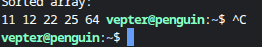 Sorted array:
11 12 22 25 64 vepter@penguin:~$ ^C
vepter@penguin:~$